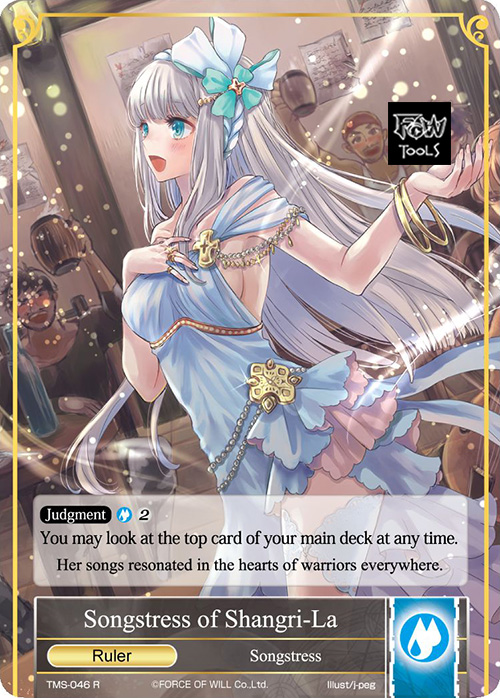 FOW
TOOLS
Judgment 2
You may look at the top card of your main deck at any time.
Her songs resonated in the hearts of warriors everywhere.
Songstress of Shangri-La
Ruler
Songstress
TMS-046 R
©FORCE OF WILL Co.,Ltd.
Illust/j-peg